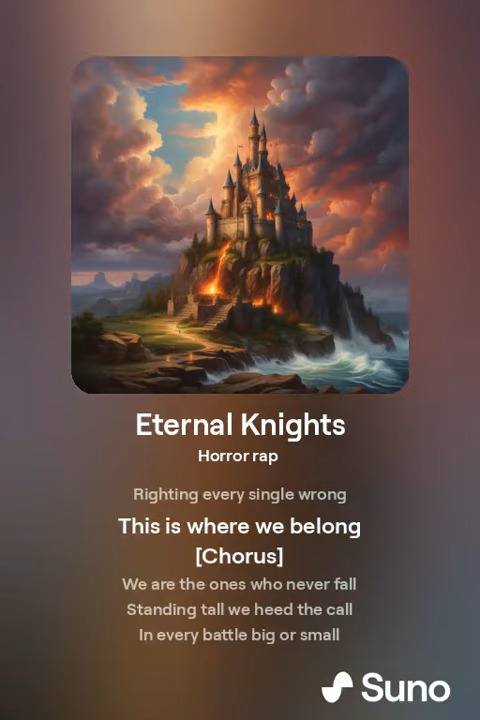 Eternal Knights
Horror rap
Righting every single wrong
This is where we belong
[Chorus]
We are the ones who never fall
Standing tall we heed the call
In every battle big or small
Suno